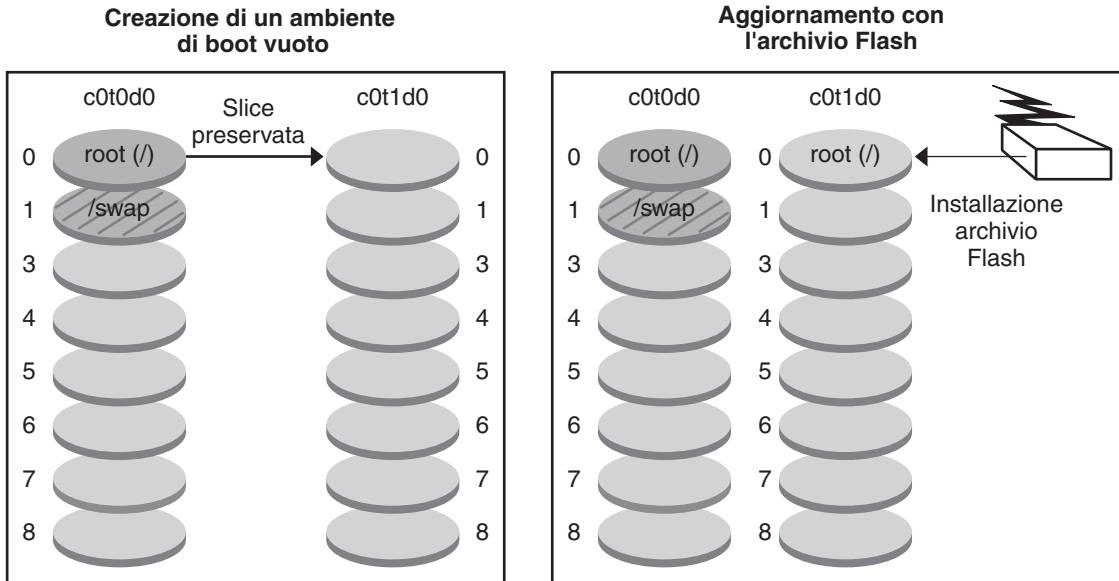 Creazione di un ambiente
di boot vuoto
c0t0d0
c0t1d0
Slice
preservata
0
root (/)
0
1
/swap
1
3
3
4
4
5
5
6
6
7
7
8
8
Aggiornamento con
l'archivio Flash
c0t0d0
c0t1d0
0
root (/)
0
root (/)
1
/swap
1
Installazione
archivio
Flash
3
3
4
4
5
5
6
6
7
7
8
8